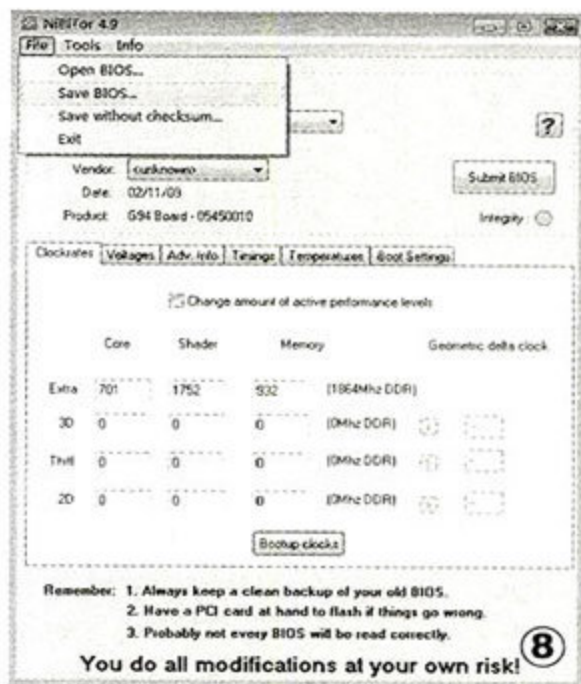 NiBiTor 4.9
File Tools Info
Open BIOS...
Save BIOS...
Save without checksum...
Exit
?
Vendor: <unknown>
Submit BIOS
Date: 02/11/09
Product: G94 Board - 05450010
Integrity:
Clockrates Voltages Adv. Info Timings Temperatures Boot Settings
Change amount of active performance levels
Core Shader Memory Geometric delta clock
Extra 701 1752 932 (1864Mhz DDR)
3D 0 0 0 (0Mhz DDR)
Thrtl 0 0 0 (0Mhz DDR)
2D 0 0 0 (0Mhz DDR)
Bootup clocks
Remember: 1. Always keep a clean backup of your old BIOS.
2. Have a PCI card at hand to flash if things go wrong.
3. Probably not every BIOS will be read correctly.
You do all modifications at your own risk!
8